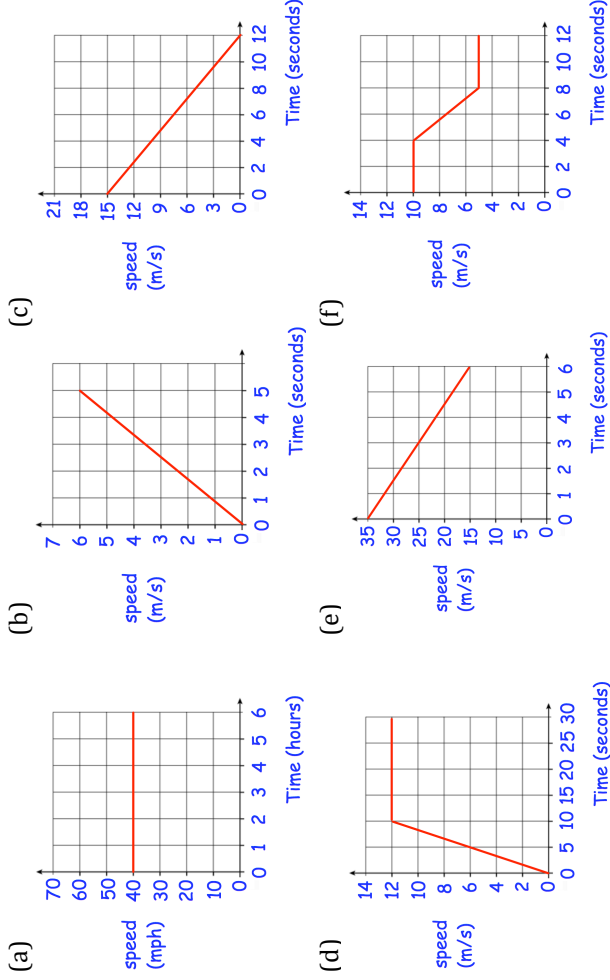 (a)
speed
(mph)
70
60
50
40
30
20
10
0
0 1 2 3 4 5 6
Time (hours)
(b)
speed
(m/s)
7
6
5
4
3
2
1
0
0 1 2 3 4 5
Time (seconds)
(c)
speed
(m/s)
21
18
15
12
9
6
3
0
0 2 4 6 8 10 12
Time (seconds)
(d)
speed
(m/s)
14
12
10
8
6
4
2
0
0 5 10 15 20 25 30
Time (seconds)
(e)
speed
(m/s)
35
30
25
20
15
10
5
0
0 1 2 3 4 5 6
Time (seconds)
(f)
speed
(m/s)
14
12
10
8
6
4
2
0
0 2 4 6 8 10 12
Time (seconds)